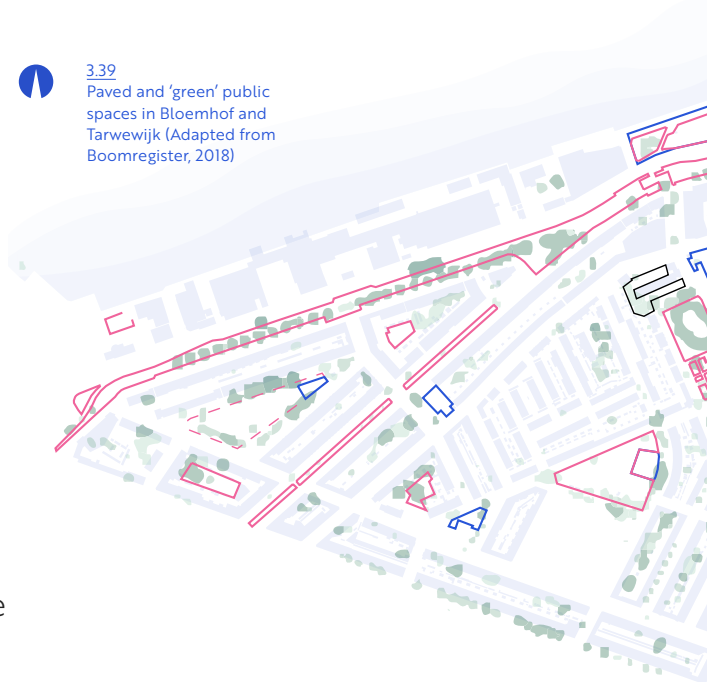 3.39
Paved and ‘green’ public
spaces in Bloemhof and
Tarwewijk (Adapted from
Boomregister, 2018)